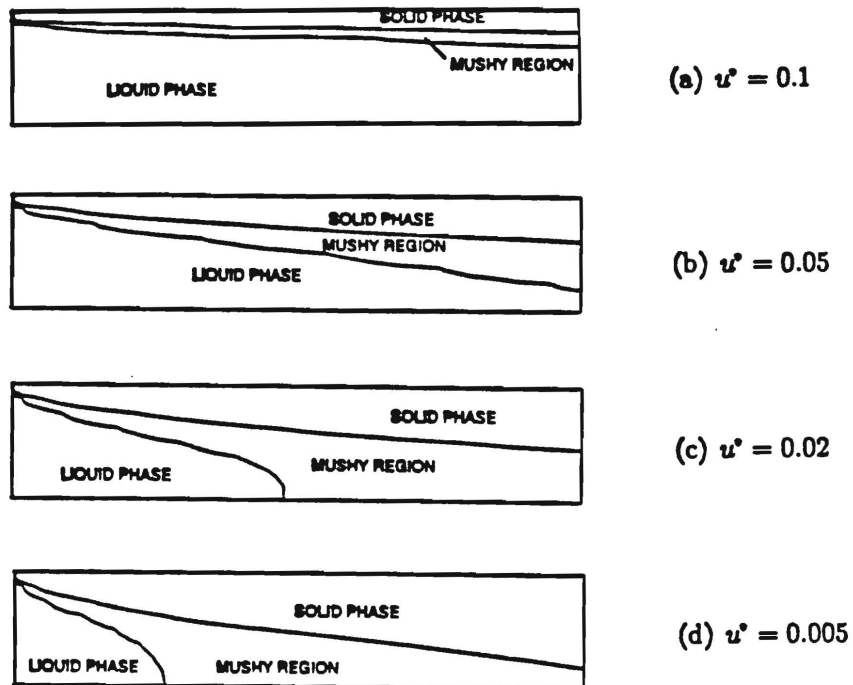 SOLID PHASE
MUSHY REGION
LIQUID PHASE
(a) u* = 0.1
SOLID PHASE
MUSHY REGION
LIQUID PHASE
(b) u* = 0.05
SOLID PHASE
MUSHY REGION
LIQUID PHASE
(c) u* = 0.02
SOLID PHASE
LIQUID PHASE
MUSHY REGION
(d) u* = 0.005